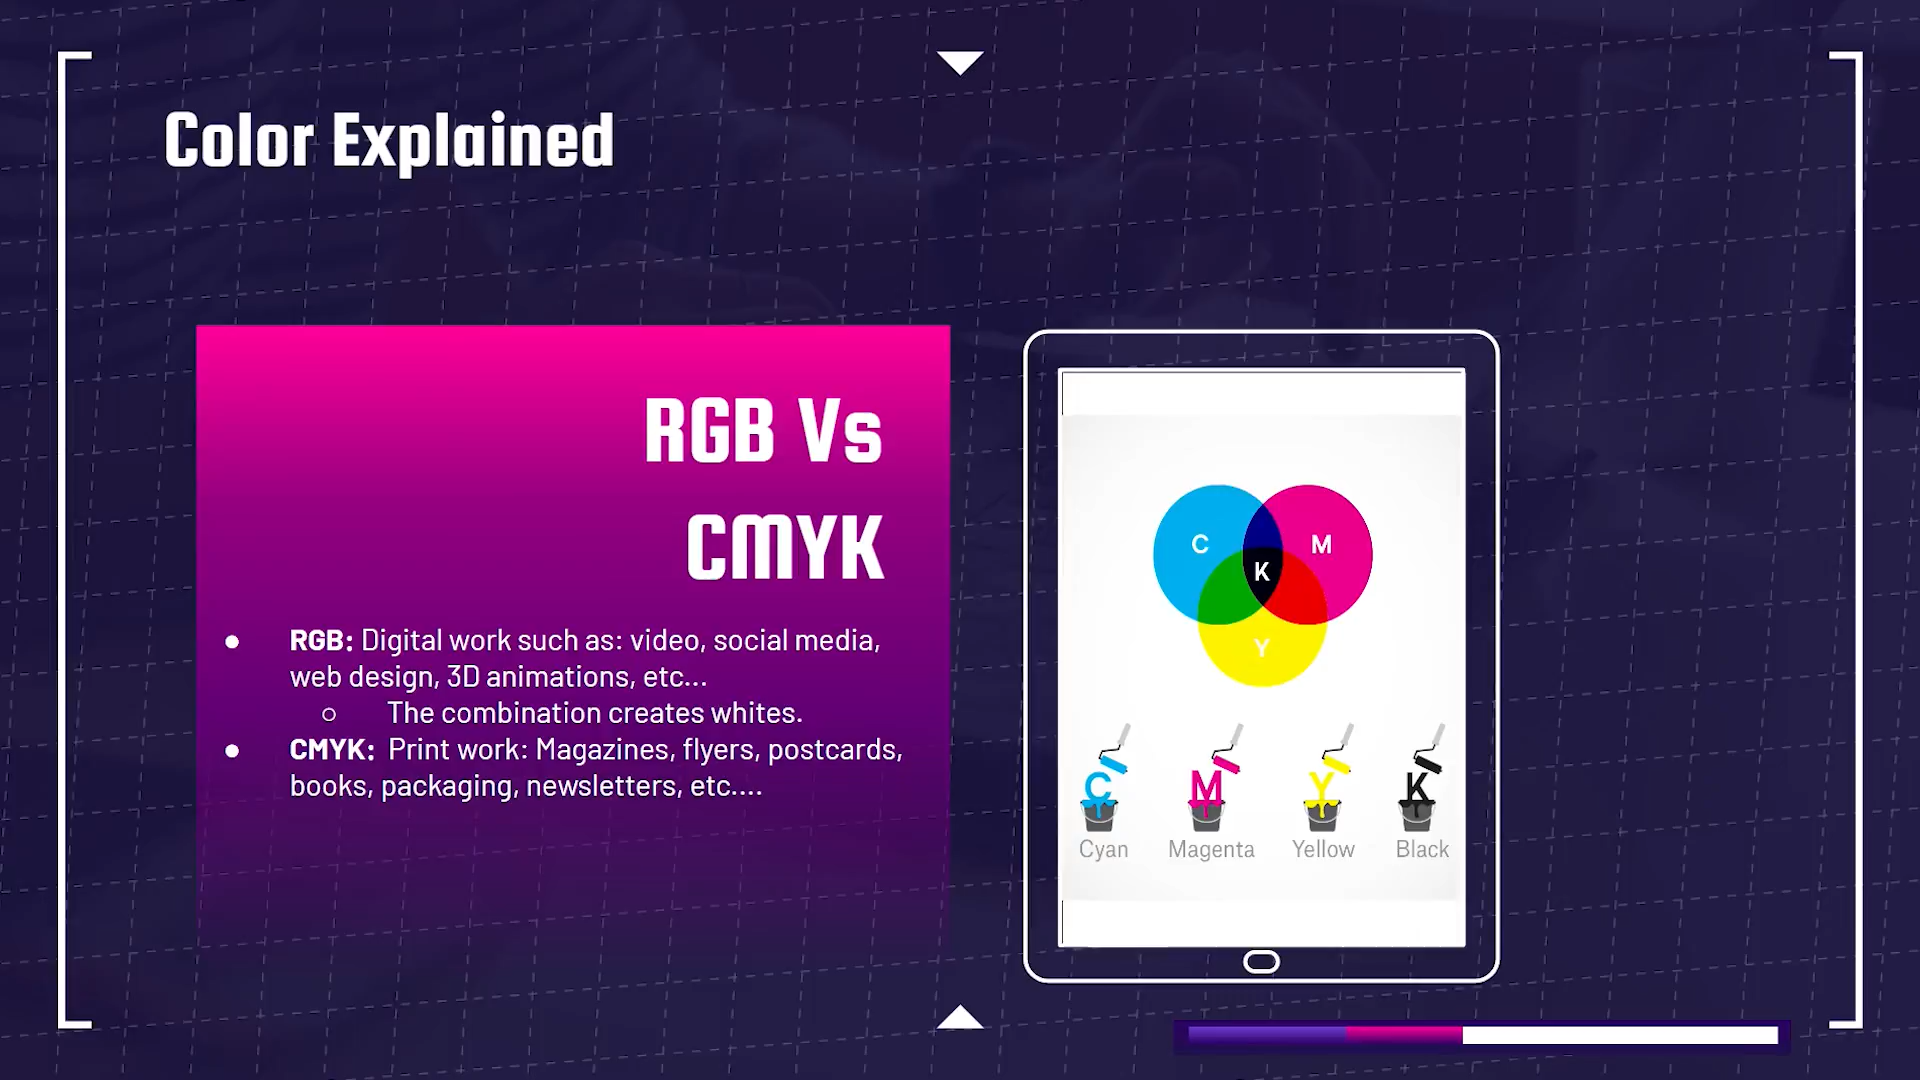 Color Explained
RGB Vs
CMYK
● RGB: Digital work such as: video, social media,
web design, 3D animations, etc...
○ The combination creates whites.
● CMYK: Print work: Magazines, flyers, postcards,
books, packaging, newsletters, etc....
C M
K
Y
C M Y K
Cyan Magenta Yellow Black